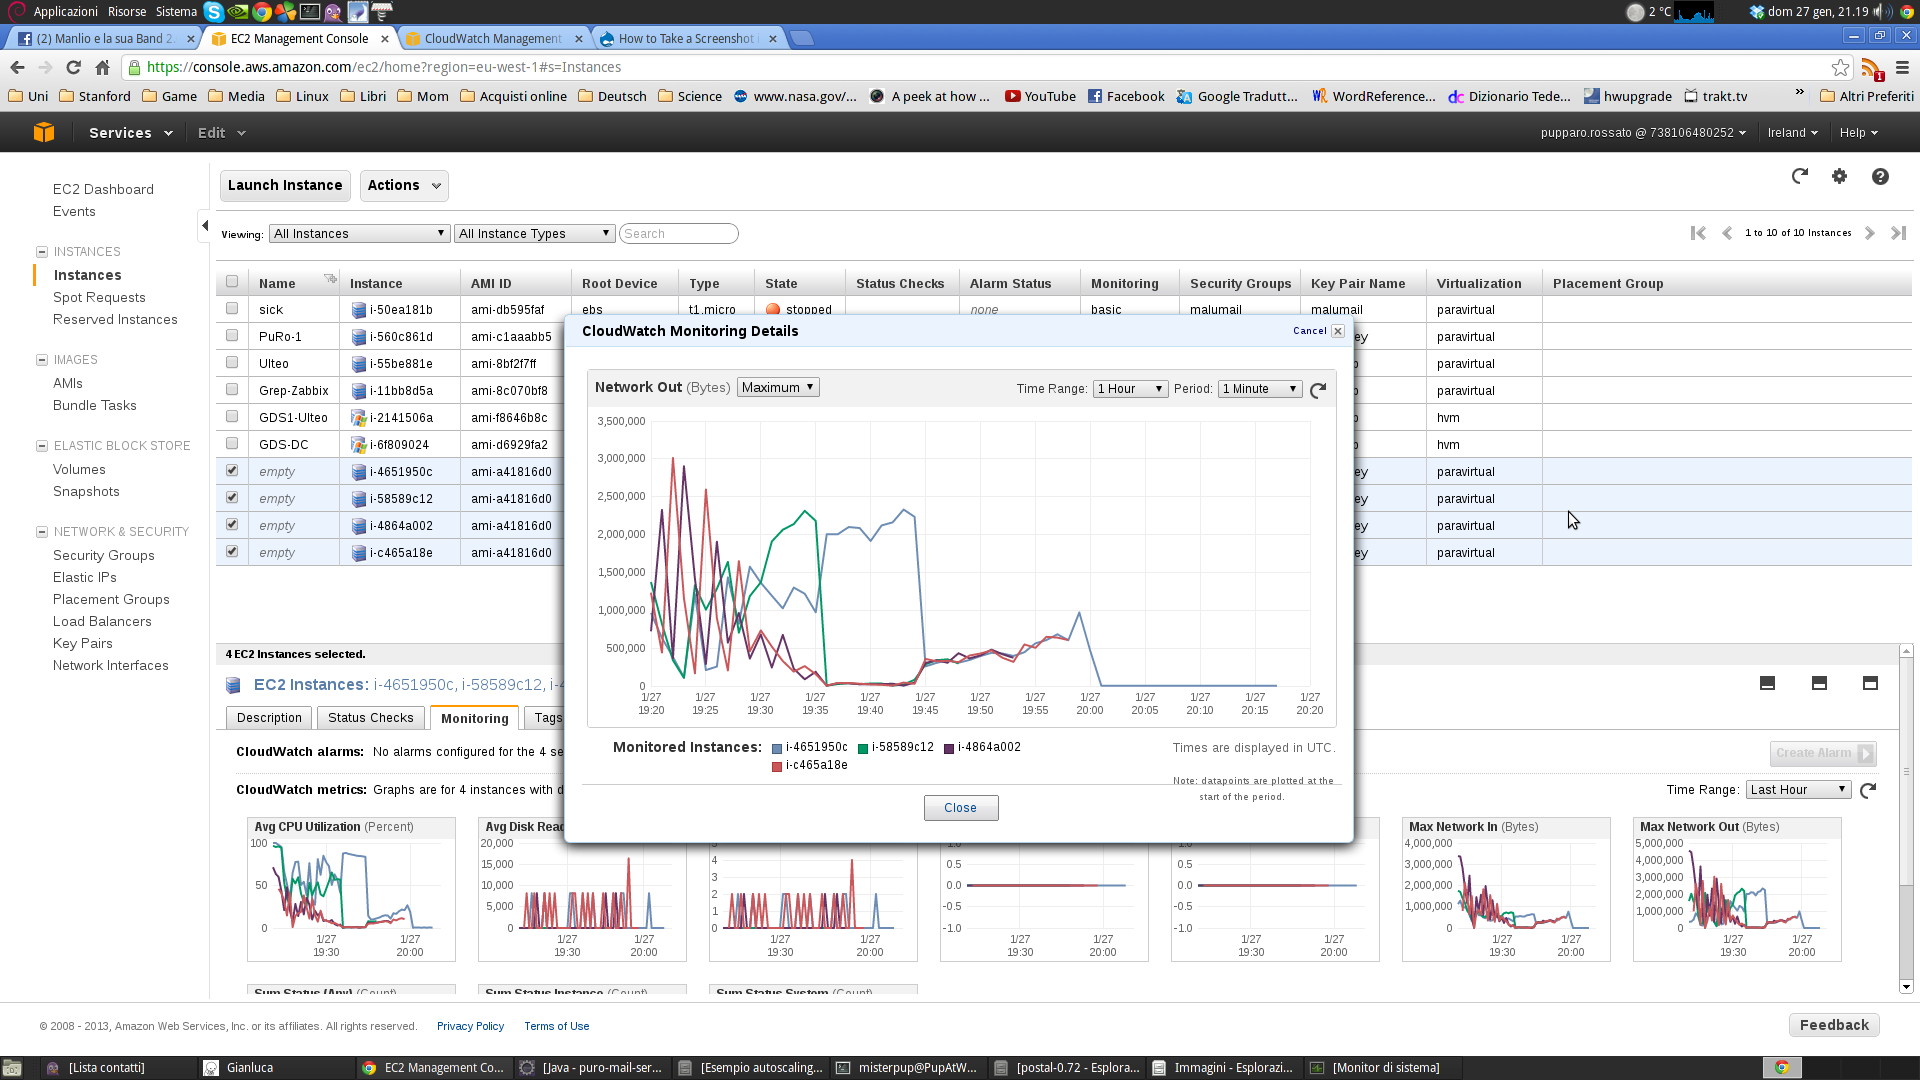 Applicazioni Risorse Sistema 2 °C dom 27 gen, 21.19
(2) Manlio e la sua Band 2. EC2 Management Console CloudWatch Management How to Take a Screenshot
https://console.aws.amazon.com/ec2/home?region=eu-west-1#s=Instances
Uni Stanford Game Media Linux Libri Mom Acquisti online Deutsch Science www.nasa.gov/... A peek at how ... YouTube Facebook Google Tradutt... WordReference... Dizionario Tede... hwupgrade trakt.tv » Altri Preferiti
Services Edit pupparo.rossato @ 738106480252 Ireland Help
EC2 Dashboard
Events
INSTANCES
Instances
Spot Requests
Reserved Instances
IMAGES
AMIs
Bundle Tasks
ELASTIC BLOCK STORE
Volumes
Snapshots
NETWORK & SECURITY
Security Groups
Elastic IPs
Placement Groups
Load Balancers
Key Pairs
Network Interfaces
Launch Instance Actions
Viewing: All Instances All Instance Types Search 1 to 10 of 10 Instances
Name Instance AMI ID Root Device Type State Status Checks Alarm Status Monitoring Security Groups Key Pair Name Virtualization Placement Group
sick i-50ea181b ami-db595faf ebs t1.micro stopped none basic malumail malumail paravirtual
PuRo-1 i-560c861d ami-c1aaabb5 ey paravirtual
Ulteo i-55be881e ami-8bf2f7ff paravirtual
Grep-Zabbix i-11bb8d5a ami-8c070bf8 paravirtual
GDS1-Ulteo i-2141506a ami-f8646b8c hvm
GDS-DC i-6f809024 ami-d6929fa2 hvm
empty i-4651950c ami-a41816d0 ey paravirtual
empty i-58589c12 ami-a41816d0 ey paravirtual
empty i-4864a002 ami-a41816d0 ey paravirtual
empty i-c465a18e ami-a41816d0 ey paravirtual
CloudWatch Monitoring Details Cancel
Network Out (Bytes) Maximum Time Range: 1 Hour Period: 1 Minute
3,500,000
3,000,000
2,500,000
2,000,000
1,500,000
1,000,000
500,000
0
1/27 1/27 1/27 1/27 1/27 1/27 1/27 1/27 1/27 1/27 1/27 1/27 1/27
19:20 19:25 19:30 19:35 19:40 19:45 19:50 19:55 20:00 20:05 20:10 20:15 20:20
Monitored Instances: i-4651950c i-58589c12 i-4864a002
i-c465a18e
Times are displayed in UTC.
Note: datapoints are plotted at the
start of the period.
Close
4 EC2 Instances selected.
EC2 Instances: i-4651950c, i-58589c12, i-4
Description Status Checks Monitoring Tags
CloudWatch alarms: No alarms configured for the 4 se
Create Alarm
CloudWatch metrics: Graphs are for 4 instances with d
Time Range: Last Hour
Avg CPU Utilization (Percent)
100
50
0
1/27 1/27
19:30 20:00
Avg Disk Read
20,000
15,000
10,000
5,000
0
1/27 1/27
19:30 20:00
5
4
3
2
1
0
1/27 1/27
19:30 20:00
1.0
0.5
0.0
-0.5
-1.0
1/27 1/27
19:30 20:00
1.0
0.5
0.0
-0.5
-1.0
1/27 1/27
19:30 20:00
Max Network In (Bytes)
4,000,000
3,000,000
2,000,000
1,000,000
0
1/27 1/27
19:30 20:00
Max Network Out (Bytes)
5,000,000
4,000,000
3,000,000
2,000,000
1,000,000
0
1/27 1/27
19:30 20:00
Sum Status (Any) (Count) Sum Status Instance (Count) Sum Status System (Count)
© 2008 - 2013, Amazon Web Services, Inc. or its affiliates. All rights reserved. Privacy Policy Terms of Use Feedback
[Lista contatti] Gianluca EC2 Management Co... [Java - puro-mail-ser... [Esempio autoscaling... misterpup@PupAtW... [postal-0.72 - Esplora... Immagini - Esplorazi... [Monitor di sistema]